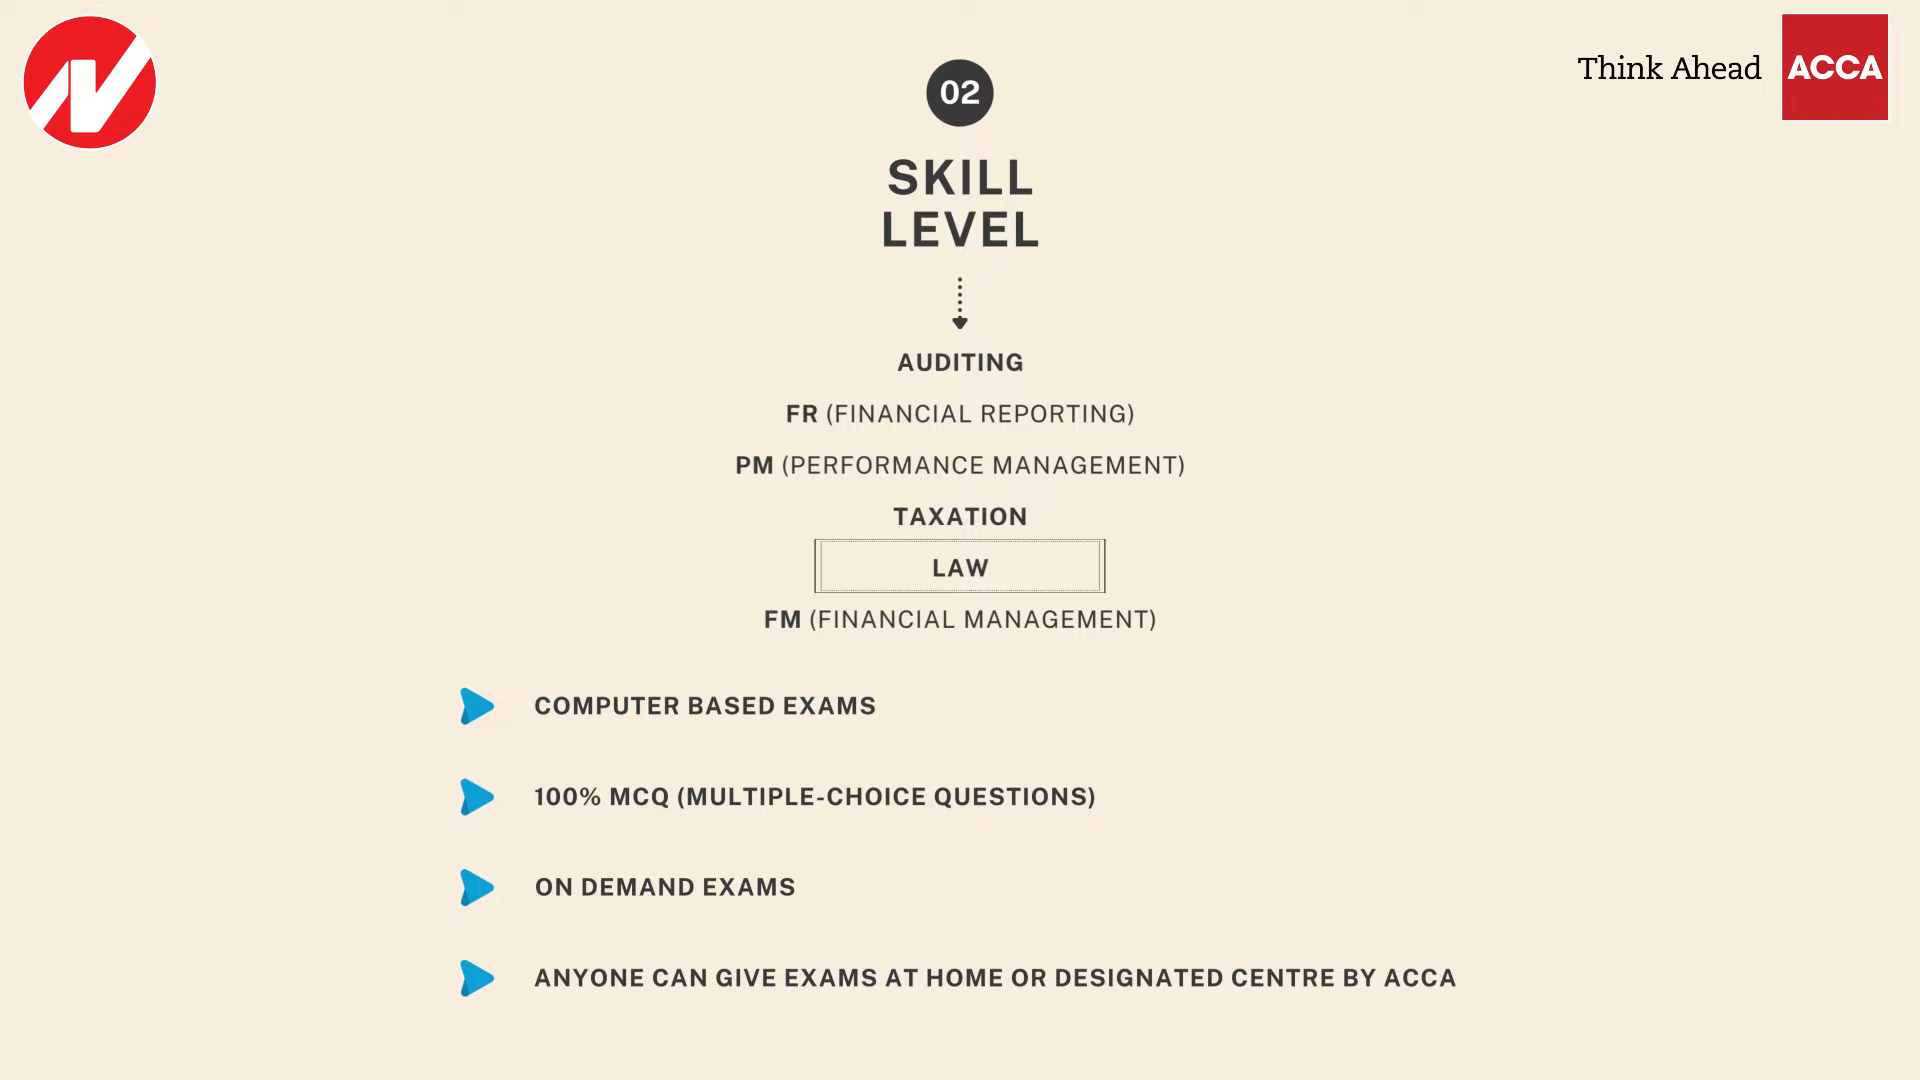 Think Ahead
ACCA
02
SKILL
LEVEL
AUDITING
FR (FINANCIAL REPORTING)
PM (PERFORMANCE MANAGEMENT)
TAXATION
LAW
FM (FINANCIAL MANAGEMENT)
COMPUTER BASED EXAMS
100% MCQ (MULTIPLE-CHOICE QUESTIONS)
ON DEMAND EXAMS
ANYONE CAN GIVE EXAMS AT HOME OR DESIGNATED CENTRE BY ACCA